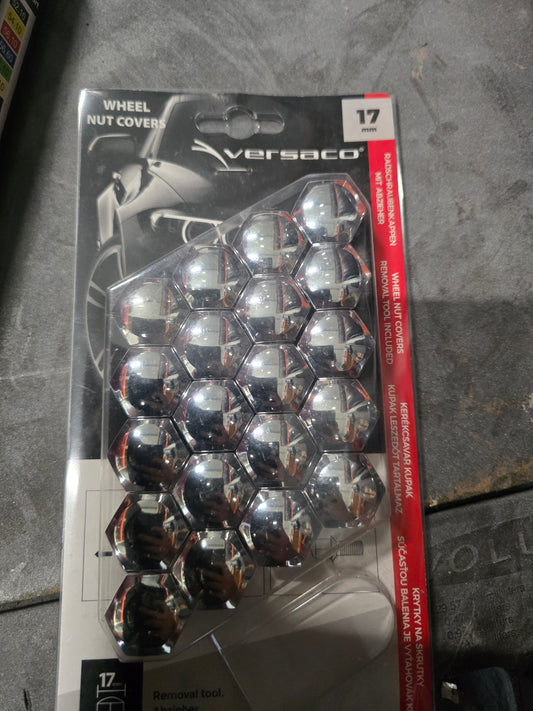 WHEEL
NUT COVERS
versaco®
17
mm
RADSCHRAUBENKAPPEN
MIT ABZIEHER
WHEEL NUT COVERS
REMOVAL TOOL INCLUDED
KERÉKCSAVAR KUPAK
KUPAK LESZEDŐT TARTALMAZ
KRYTKY NA SKRUTKY
SÚČASŤOU BALENIA JE VYŤAHOVÁK K
17
Removal tool.
Abzieher